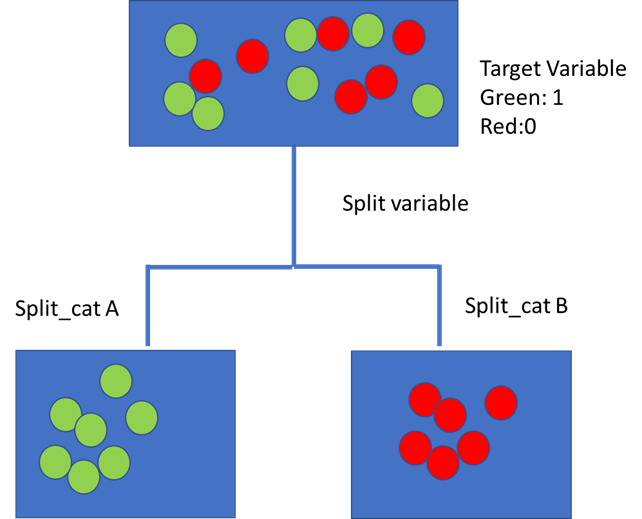 Target Variable
Green: 1
Red:0
Split variable
Split_cat A
Split_cat B